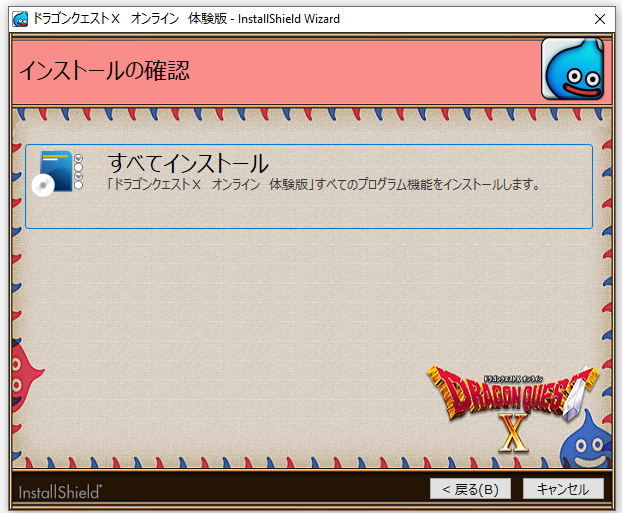 ドラゴンクエストX　オンライン　体験版 - InstallShield Wizard
インストールの確認
すべてインストール
「ドラゴンクエストX　オンライン　体験版」すべてのプログラム機能をインストールします。
ドラゴンクエストX オンライン
DRAGON QUEST
X
InstallShield
< 戻る(B)
キャンセル